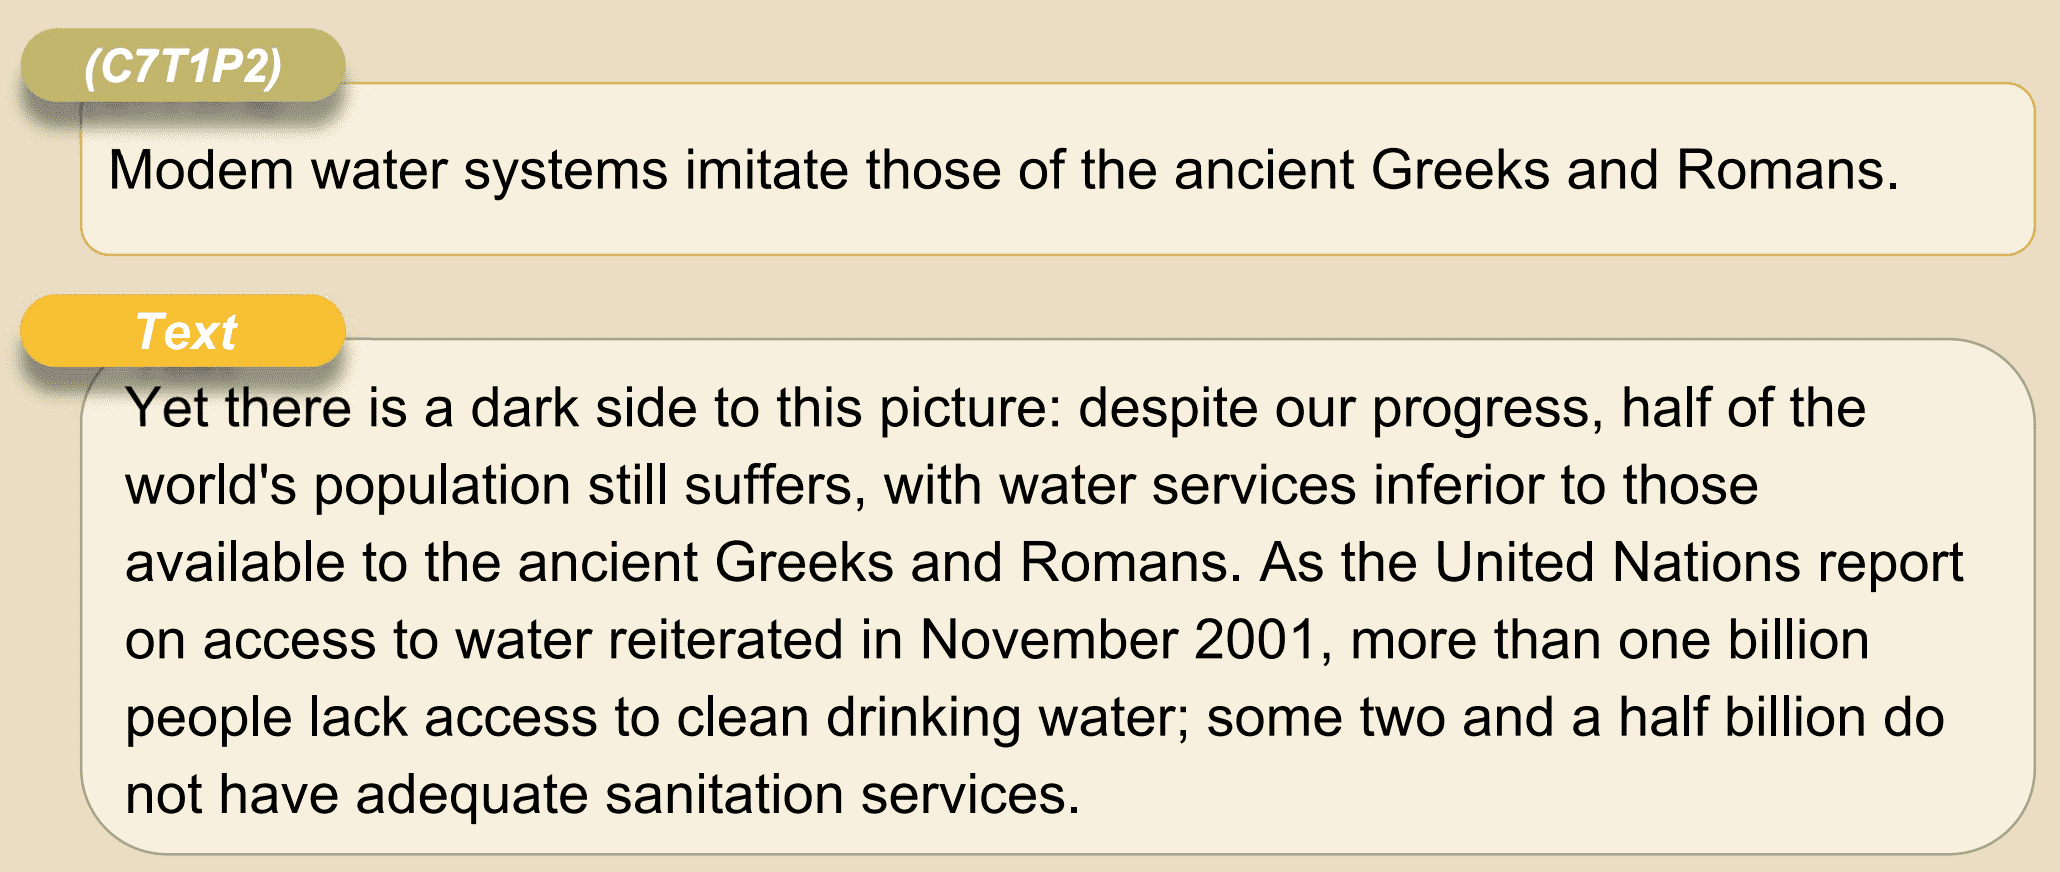 (C7T1P2)
Modem water systems imitate those of the ancient Greeks and Romans.
Text
Yet there is a dark side to this picture: despite our progress, half of the
world's population still suffers, with water services inferior to those
available to the ancient Greeks and Romans. As the United Nations report
on access to water reiterated in November 2001, more than one billion
people lack access to clean drinking water; some two and a half billion do
not have adequate sanitation services.